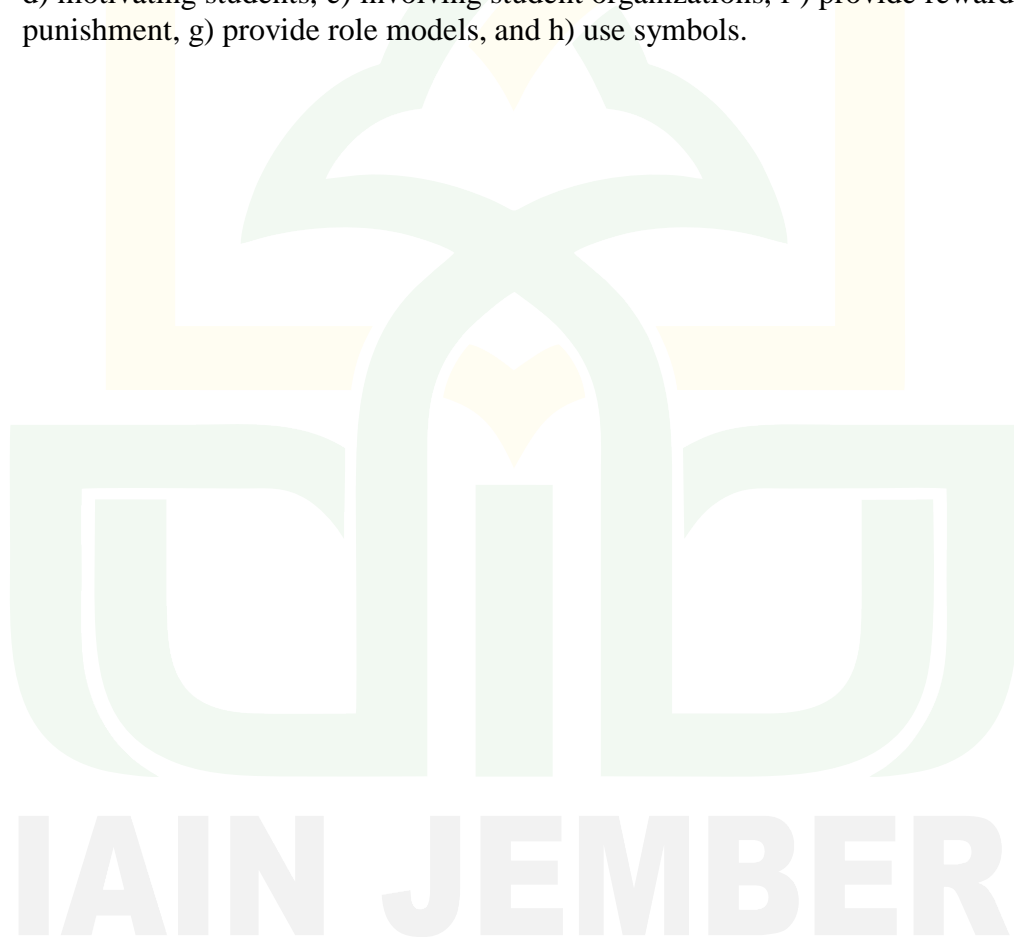 d) motivating students, e) involving student organizations, f ) provide reward
punishment, g) provide role models, and h) use symbols.
IAIN JEMBER